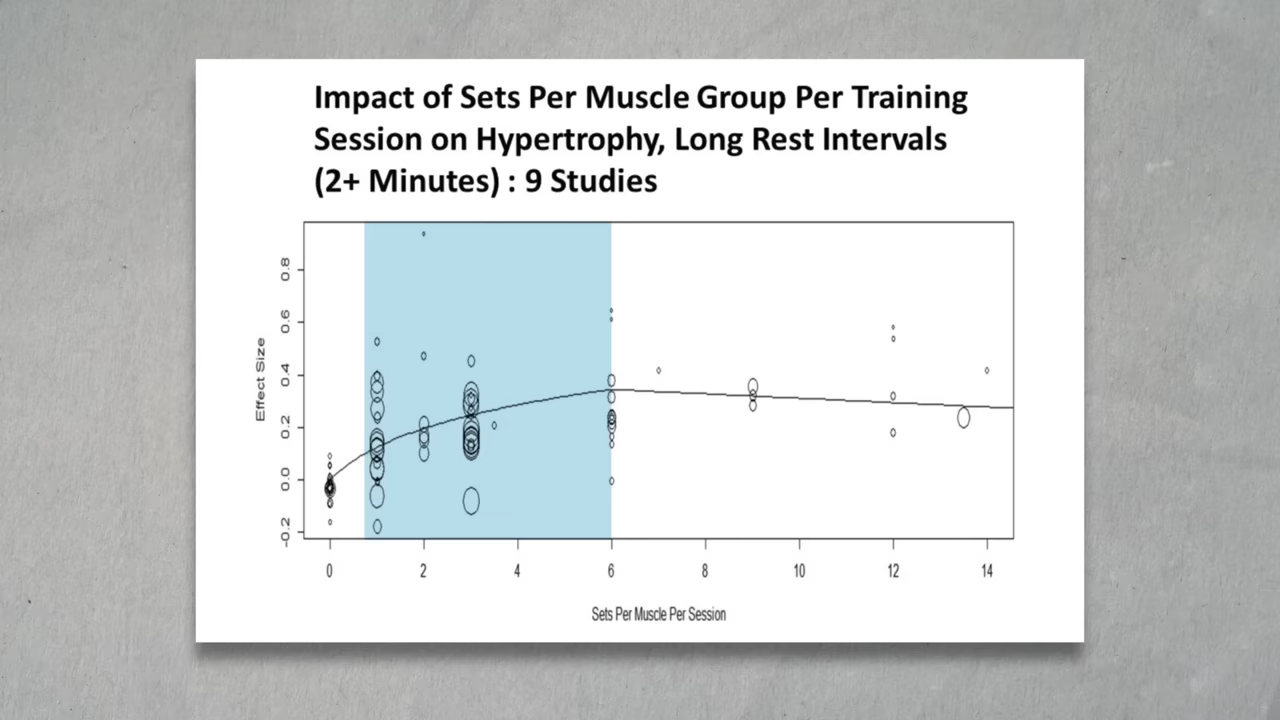 Impact of Sets Per Muscle Group Per Training
Session on Hypertrophy, Long Rest Intervals
(2+ Minutes) : 9 Studies
0.8
0.6
0.4
0.2
0.0
-0.2
Effect Size
0 2 4 6 8 10 12 14
Sets Per Muscle Per Session